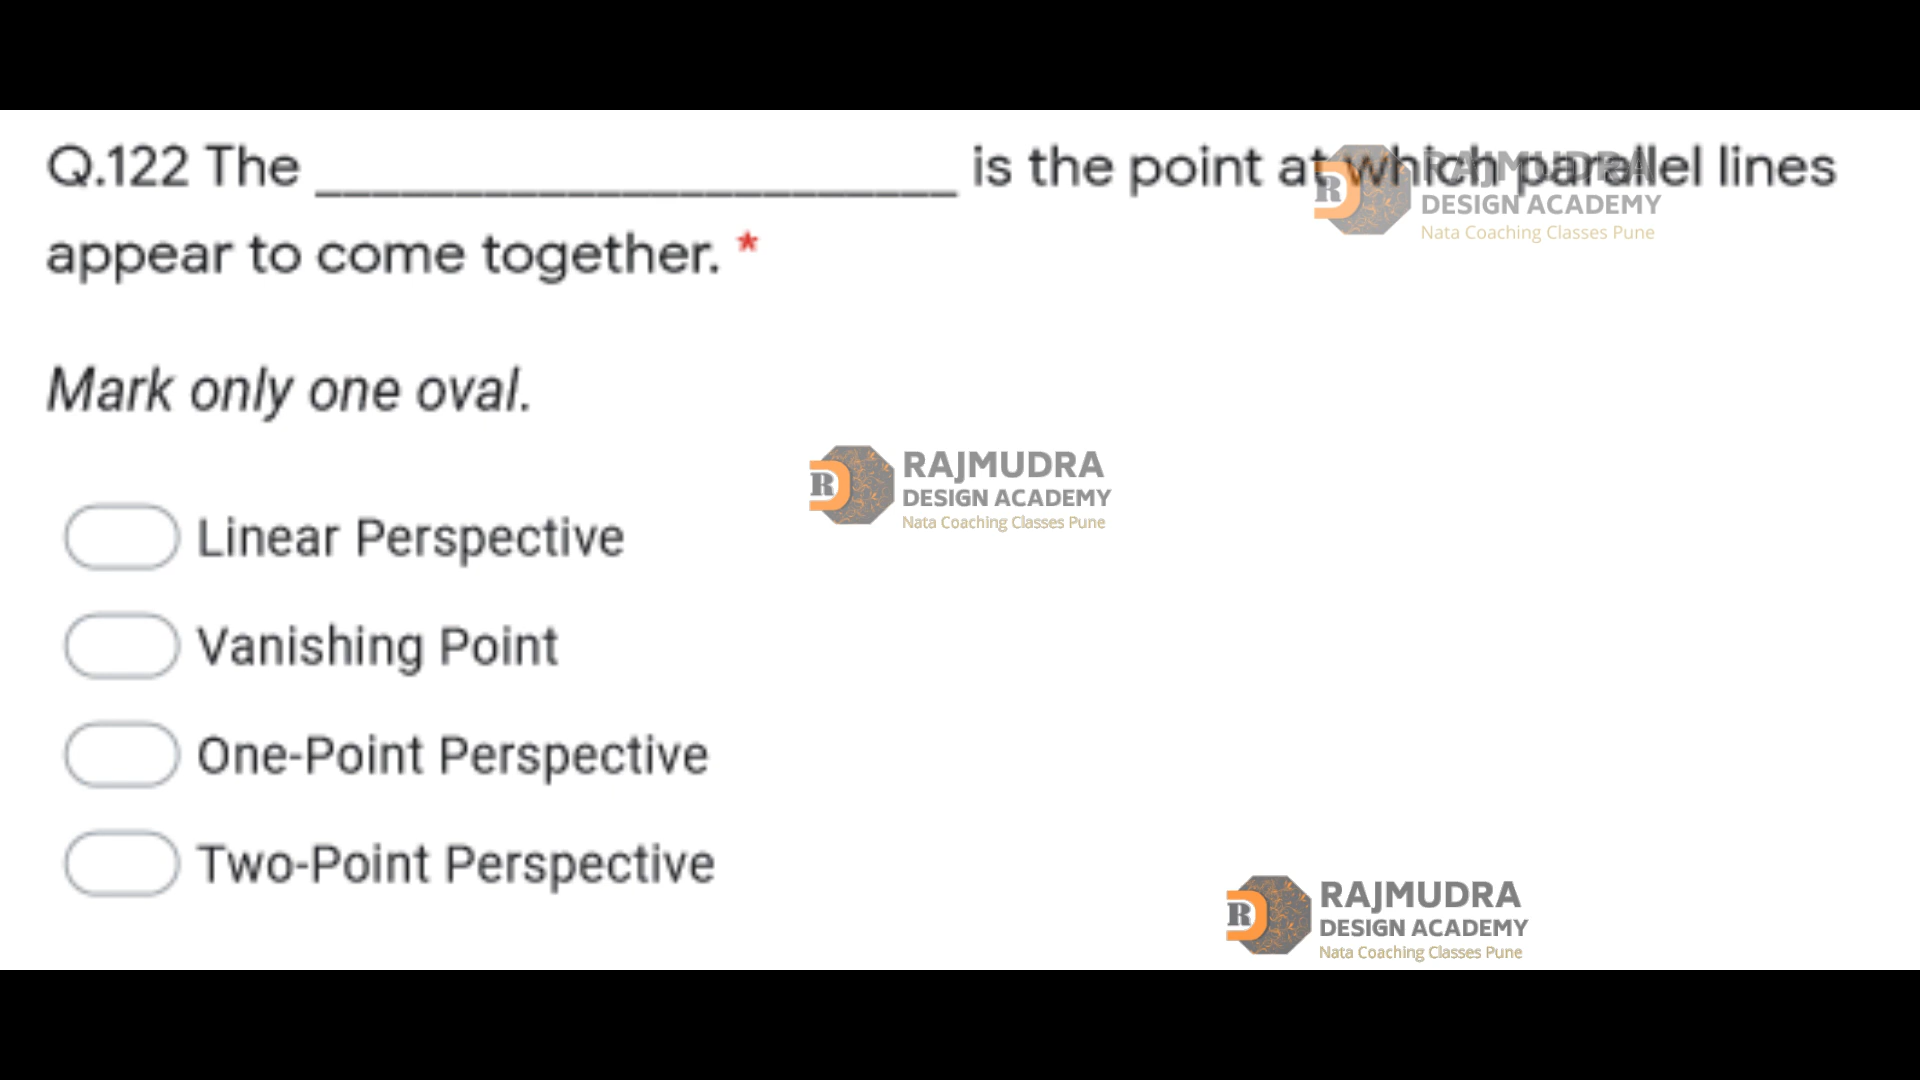 Q.122 The _______________________ is the point at which parallel lines
appear to come together. *
RAJMUDRA
DESIGN ACADEMY
Nata Coaching Classes Pune
Mark only one oval.
R
RAJMUDRA
DESIGN ACADEMY
Nata Coaching Classes Pune
R
Linear Perspective
Vanishing Point
One-Point Perspective
Two-Point Perspective
RAJMUDRA
DESIGN ACADEMY
Nata Coaching Classes Pune
R